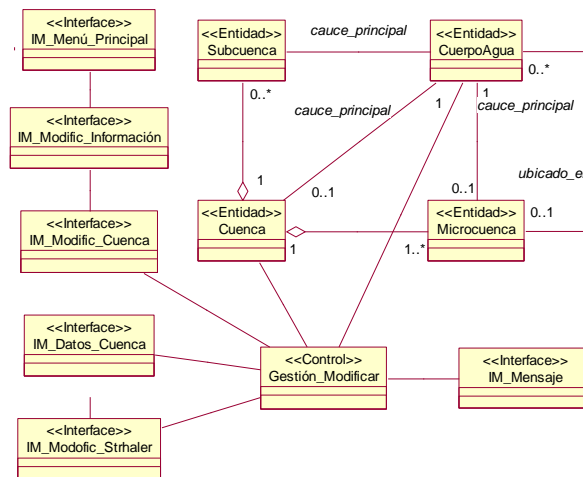 <<Interface>>
IM_Menú_Principal
<<Entidad>>
Subcuenca
cauce_principal
<<Entidad>>
CuerpoAgua
0..*
0..*
1
1
cauce_principal
cauce_principal
<<Interface>>
IM_Modific_Información
1
0..1
0..1
ubicado_e
0..1
<<Interface>>
IM_Modific_Cuenca
<<Entidad>>
Cuenca
1
1..*
<<Entidad>>
Microcuenca
<<Interface>>
IM_Datos_Cuenca
<<Control>>
Gestión_Modificar
<<Interface>>
IM_Mensaje
<<Interface>>
IM_Modofic_Strhaler